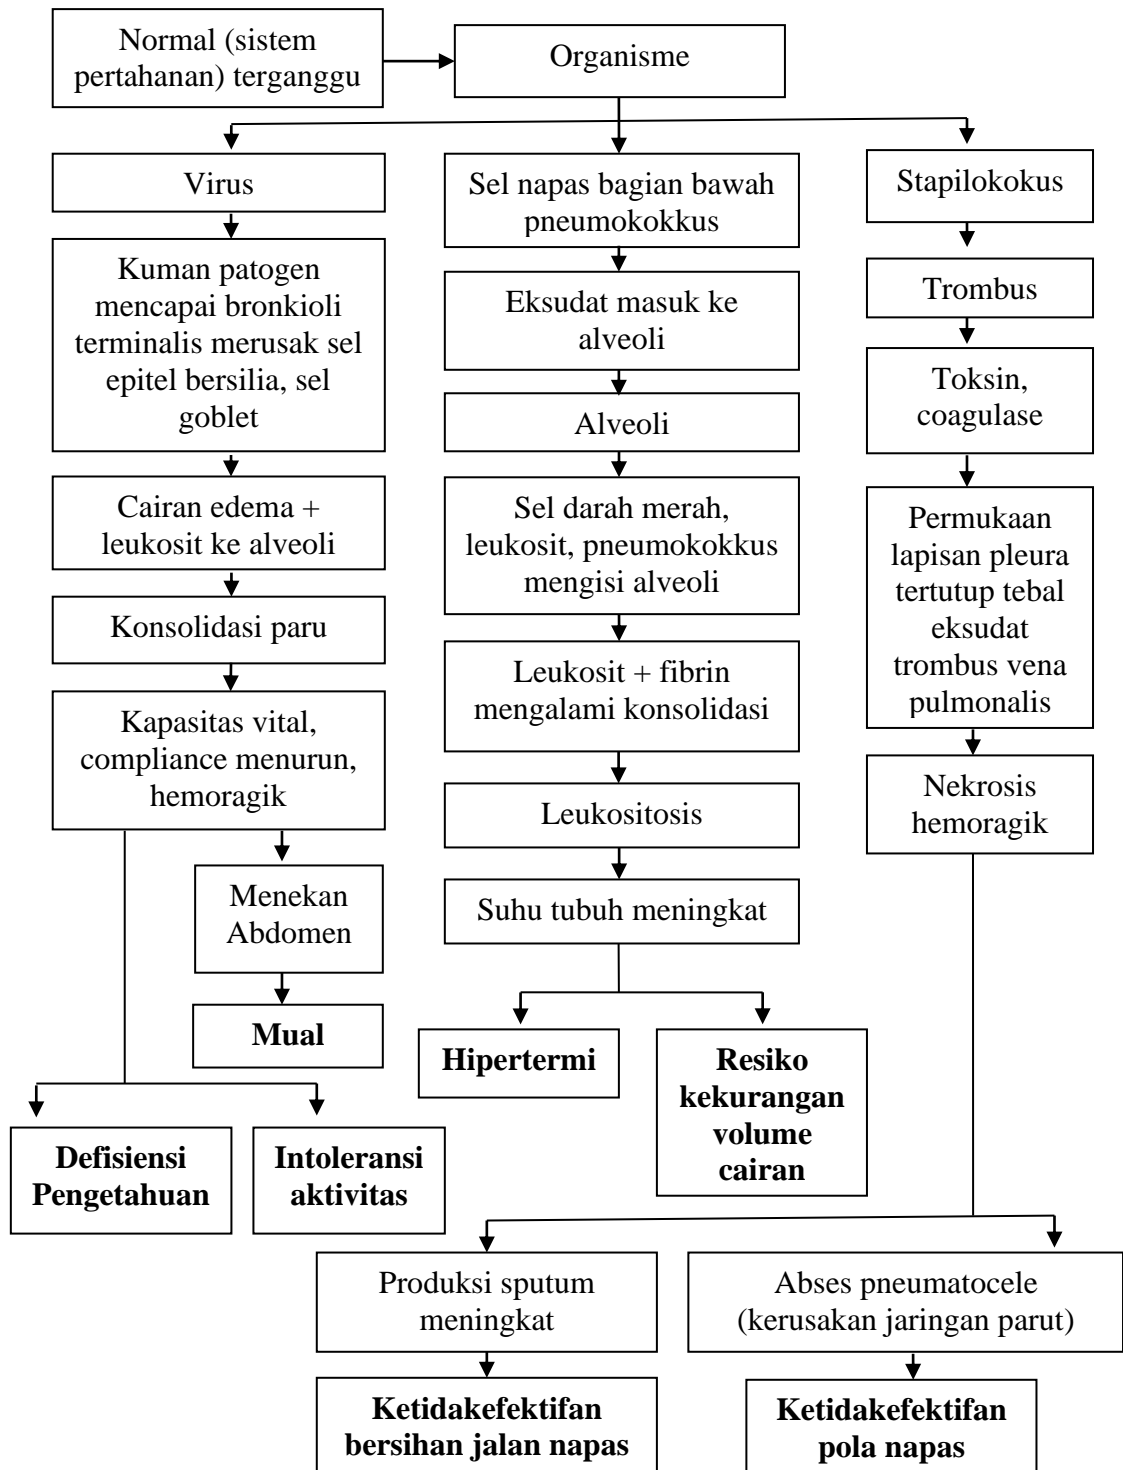 Normal (sistem
pertahanan) terganggu
Organisme
Virus
Sel napas bagian bawah
pneumokokkus
Stapilokokus
Kuman patogen
mencapai bronkioli
terminalis merusak sel
epitel bersilia, sel
goblet
Eksudat masuk ke
alveoli
Trombus
Alveoli
Toksin,
coagulase
Cairan edema +
leukosit ke alveoli
Sel darah merah,
leukosit, pneumokokkus
mengisi alveoli
Permukaan
lapisan pleura
tertutup tebal
eksudat
trombus vena
pulmonalis
Konsolidasi paru
Leukosit + fibrin
mengalami konsolidasi
Kapasitas vital,
compliance menurun,
hemoragik
Leukositosis
Nekrosis
hemoragik
Menekan
Abdomen
Suhu tubuh meningkat
Mual
Hipertermi
Resiko
kekurangan
volume
cairan
Defisiensi
Pengetahuan
Intoleransi
aktivitas
Produksi sputum
meningkat
Abses pneumatocele
(kerusakan jaringan parut)
Ketidakefektifan
bersihan jalan napas
Ketidakefektifan
pola napas